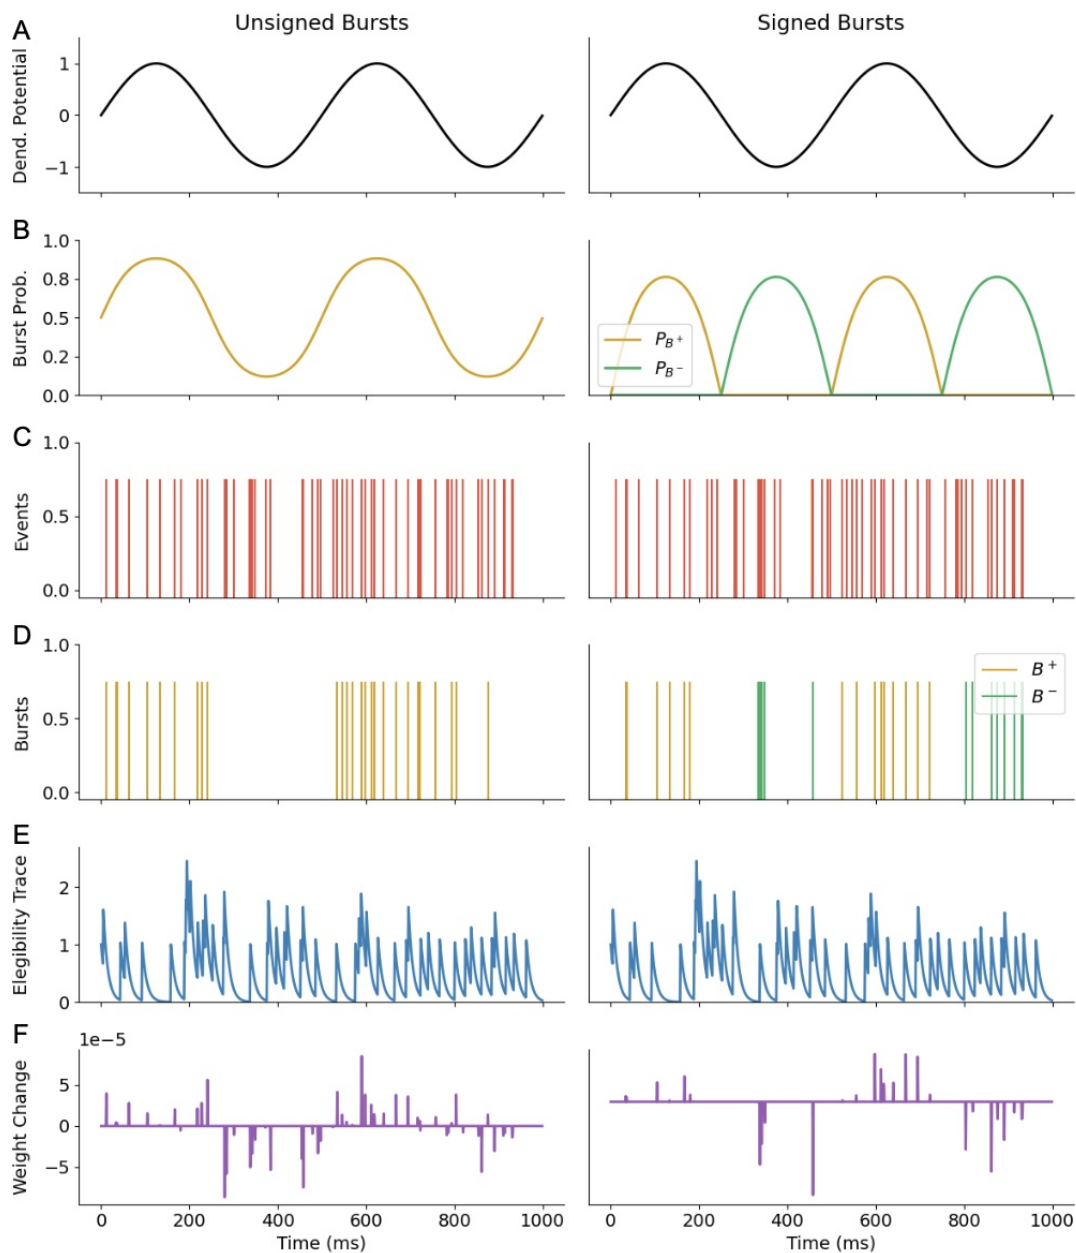 Unsigned Bursts
Signed Bursts
A
Dend. Potential
1
0
−1
B
Burst Prob.
1.0
0.8
0.5
0.2
0.0
P_{B^+}
P_{B^-}
C
Events
1.0
0.5
0.0
D
Bursts
1.0
0.5
0.0
B^+
B^-
E
Elegibility Trace
2
1
0
F
Weight Change
1e−5
5
0
−5
0 200 400 600 800 1000
Time (ms)
0 200 400 600 800 1000
Time (ms)